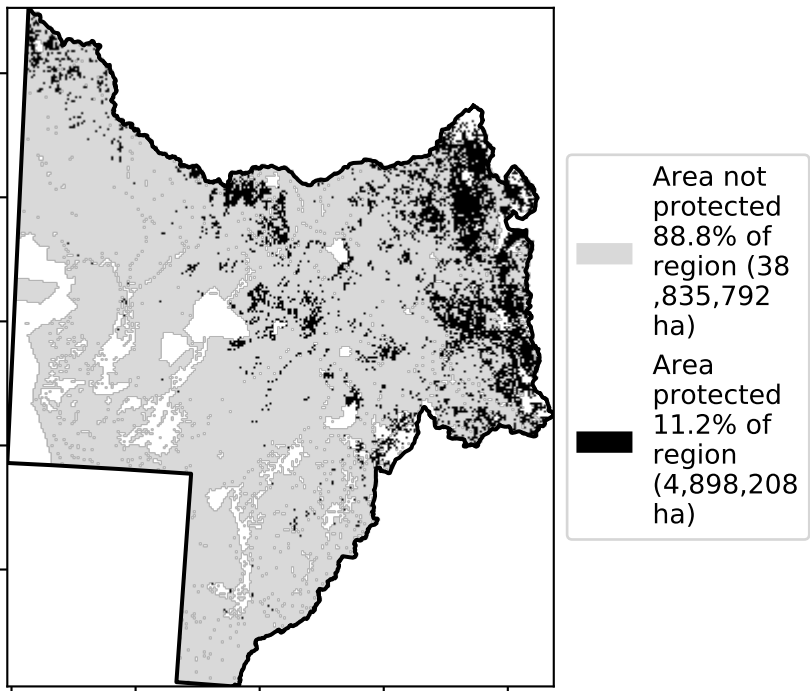 Area not
protected
88.8% of
region (38
,835,792
ha)
Area
protected
11.2% of
region
(4,898,208
ha)